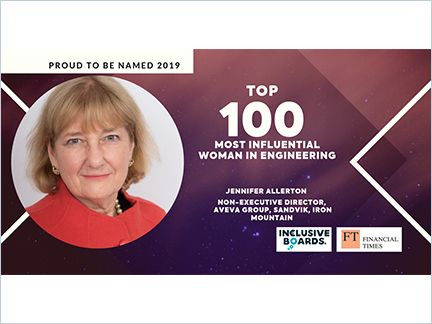 PROUD TO BE NAMED 2019
TOP
100
MOST INFLUENTIAL
WOMAN IN ENGINEERING
JENNIFER ALLERTON
NON-EXECUTIVE DIRECTOR,
AVEVA GROUP, SANDVIK, IRON
MOUNTAIN
INCLUSIVE
BOARDS.
FT
FINANCIAL
TIMES